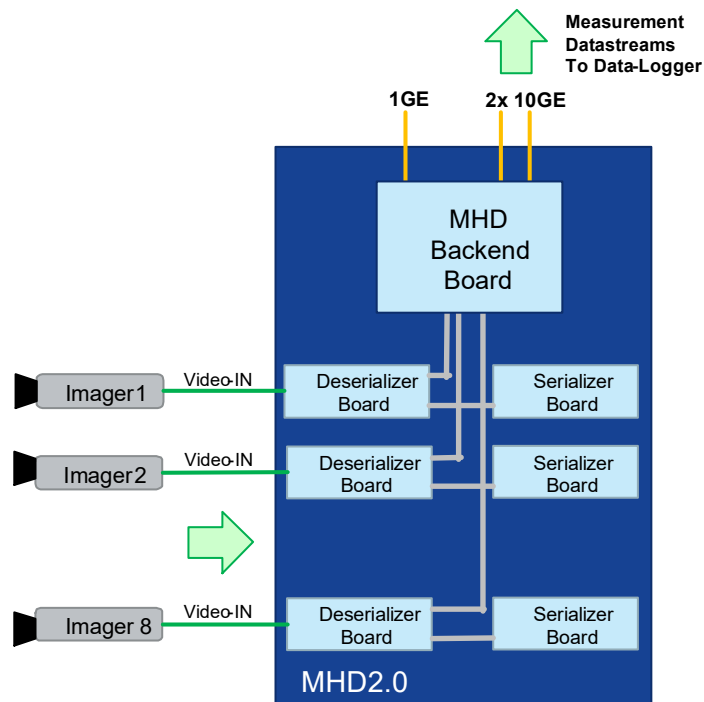 Measurement
Datastreams
To Data-Logger
1GE
2x 10GE
MHD
Backend
Board
Video-IN
Imager1
Deserializer
Board
Serializer
Board
Video-IN
Imager2
Deserializer
Board
Serializer
Board
Video-IN
Imager 8
Deserializer
Board
Serializer
Board
MHD2.0